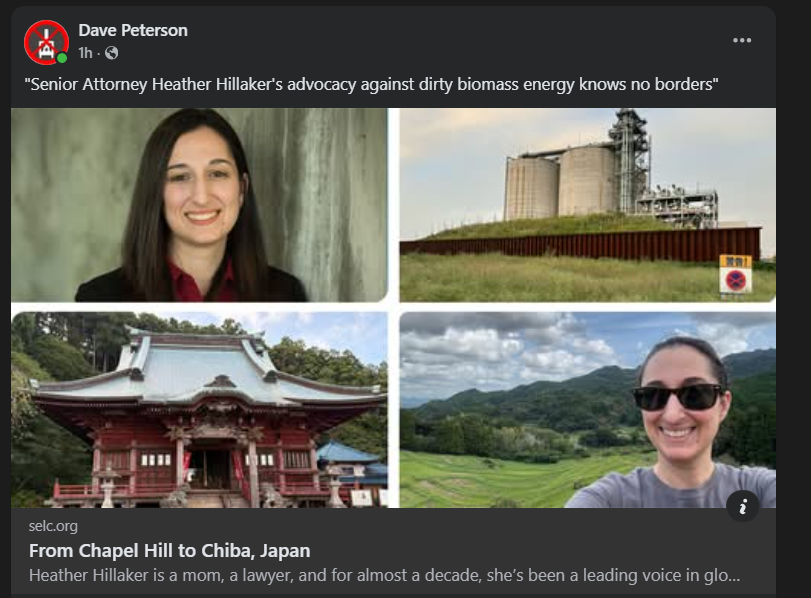 Dave Peterson
1h ·
"Senior Attorney Heather Hillaker's advocacy against dirty biomass energy knows no borders"
selc.org
From Chapel Hill to Chiba, Japan
Heather Hillaker is a mom, a lawyer, and for almost a decade, she's been a leading voice in glo...